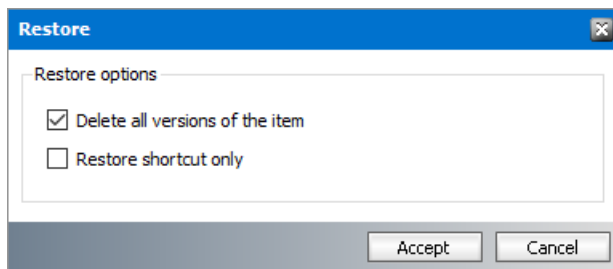 Restore
Restore options
Delete all versions of the item
Restore shortcut only
Accept Cancel